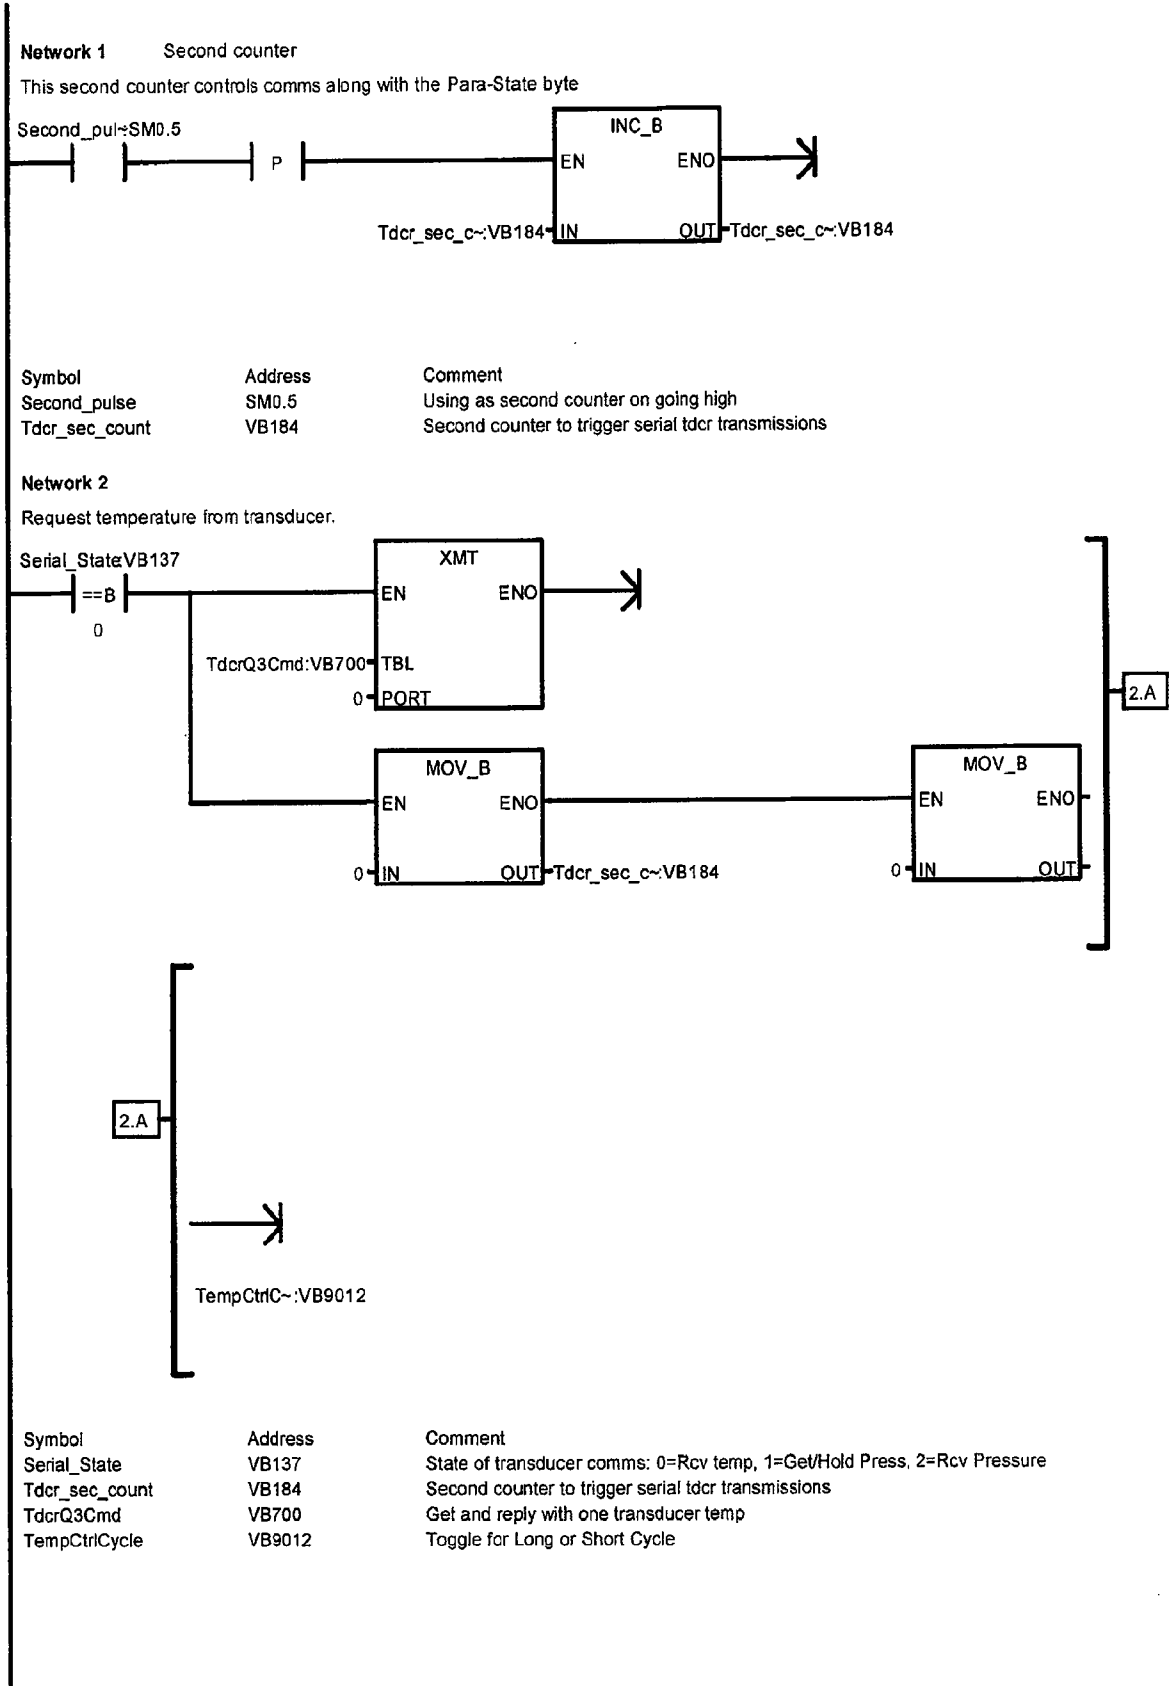 Network 1 Second counter
This second counter controls comms along with the Para-State byte
Second_pul~SM0.5
P
INC_B
EN ENO
Tdcr_sec_c~:VB184 IN OUT Tdcr_sec_c~:VB184
Symbol Address Comment
Second_pulse SM0.5 Using as second counter on going high
Tdcr_sec_count VB184 Second counter to trigger serial tdcr transmissions
Network 2
Request temperature from transducer.
Serial_State:VB137
==B
0
XMT
EN ENO
TdcrQ3Cmd:VB700 TBL
0 PORT
2.A
MOV_B
EN ENO
0 IN OUT Tdcr_sec_c~:VB184
MOV_B
EN ENO
0 IN OUT
2.A
TempCtrlC~:VB9012
Symbol Address Comment
Serial_State VB137 State of transducer comms: 0=Rcv temp, 1=Get/Hold Press, 2=Rcv Pressure
Tdcr_sec_count VB184 Second counter to trigger serial tdcr transmissions
TdcrQ3Cmd VB700 Get and reply with one transducer temp
TempCtrlCycle VB9012 Toggle for Long or Short Cycle